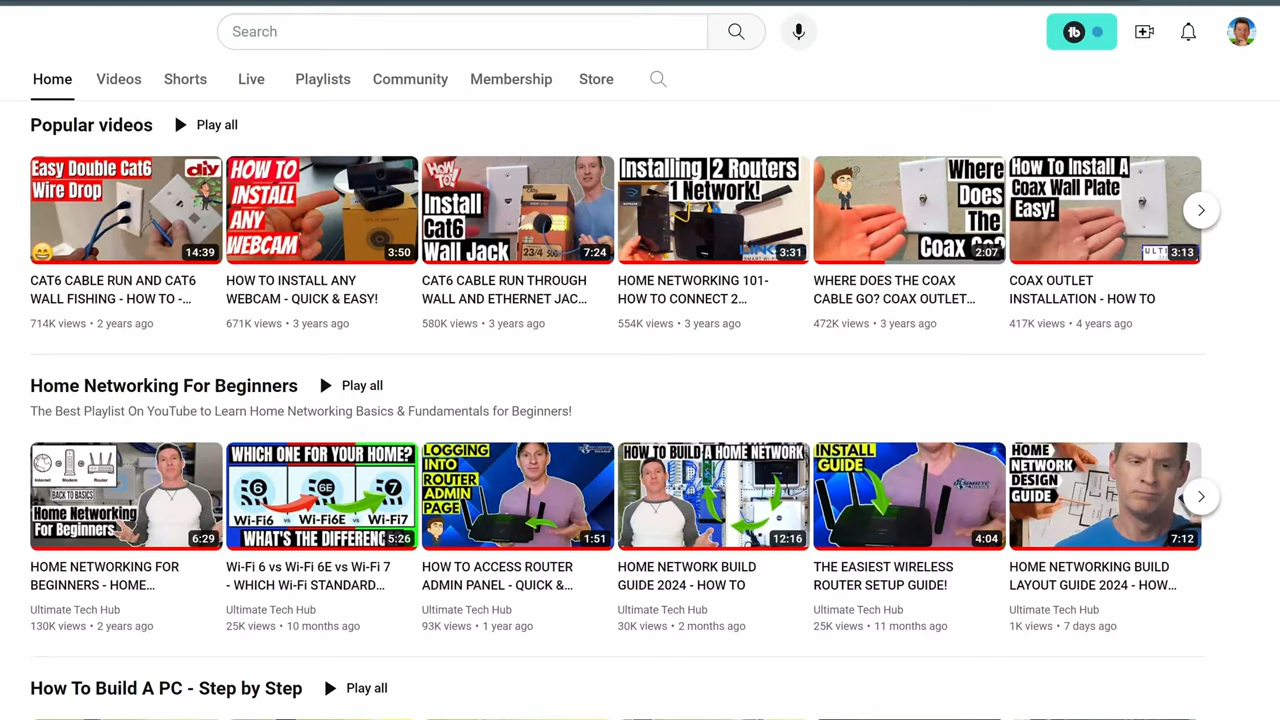 Search
Home Videos Shorts Live Playlists Community Membership Store
Popular videos Play all
Easy Double Cat6
Wire Drop
diy
14:39
HOW TO
INSTALL
ANY
WEBCAM
3:50
HOW TO!
Install
Cat6
Wall Jack
CAT6
23/4 500
7:24
Installing 2 Routers
1 Network!
3:31
Where
Does
The
Coax Go?
2:07
How To Install A
Coax Wall Plate
Easy!
ULTI
3:13
CAT6 CABLE RUN AND CAT6
WALL FISHING - HOW TO -...
714K views • 2 years ago
HOW TO INSTALL ANY
WEBCAM - QUICK & EASY!
671K views • 3 years ago
CAT6 CABLE RUN THROUGH
WALL AND ETHERNET JAC...
580K views • 3 years ago
HOME NETWORKING 101-
HOW TO CONNECT 2...
554K views • 3 years ago
WHERE DOES THE COAX
CABLE GO? COAX OUTLET...
472K views • 3 years ago
COAX OUTLET
INSTALLATION - HOW TO
417K views • 4 years ago
Home Networking For Beginners Play all
The Best Playlist On YouTube to Learn Home Networking Basics & Fundamentals for Beginners!
Internet Modem Router
BACK TO BASICS
Home Networking
For Beginners
6:29
WHICH ONE FOR YOUR HOME?
6 6E 7
Wi-Fi6 vs Wi-Fi6E vs Wi-Fi7
WHAT'S THE DIFFERENC
5:26
LOGGING
INTO
ROUTER
ADMIN
PAGE
1:51
HOW TO BUILD A HOME NETWORK
12:16
INSTALL
GUIDE
ULTIMATE
4:04
HOME
NETWORK
DESIGN
GUIDE
7:12
HOME NETWORKING FOR
BEGINNERS - HOME...
Ultimate Tech Hub
130K views • 2 years ago
Wi-Fi 6 vs Wi-Fi 6E vs Wi-Fi 7
- WHICH Wi-Fi STANDARD...
Ultimate Tech Hub
25K views • 10 months ago
HOW TO ACCESS ROUTER
ADMIN PANEL - QUICK &...
Ultimate Tech Hub
93K views • 1 year ago
HOME NETWORK BUILD
GUIDE 2024 - HOW TO
Ultimate Tech Hub
30K views • 2 months ago
THE EASIEST WIRELESS
ROUTER SETUP GUIDE!
Ultimate Tech Hub
25K views • 11 months ago
HOME NETWORKING BUILD
LAYOUT GUIDE 2024 - HOW...
Ultimate Tech Hub
1K views • 7 days ago
How To Build A PC - Step by Step Play all